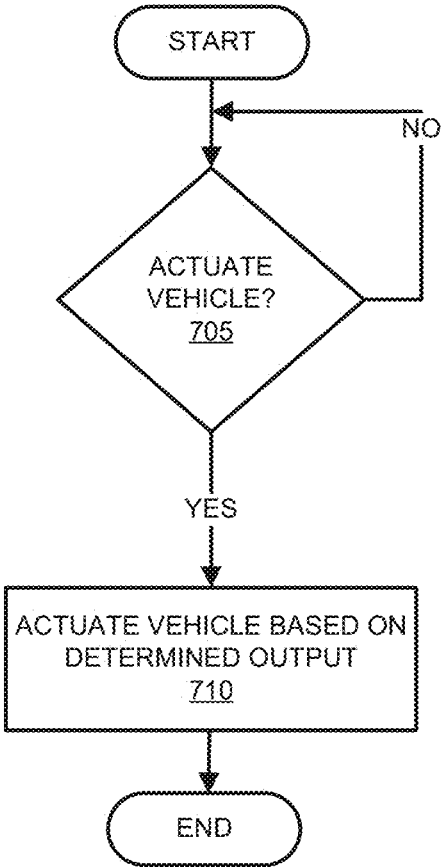 START
NO
ACTUATE
VEHICLE?
705
YES
ACTUATE VEHICLE BASED ON
DETERMINED OUTPUT
710
END